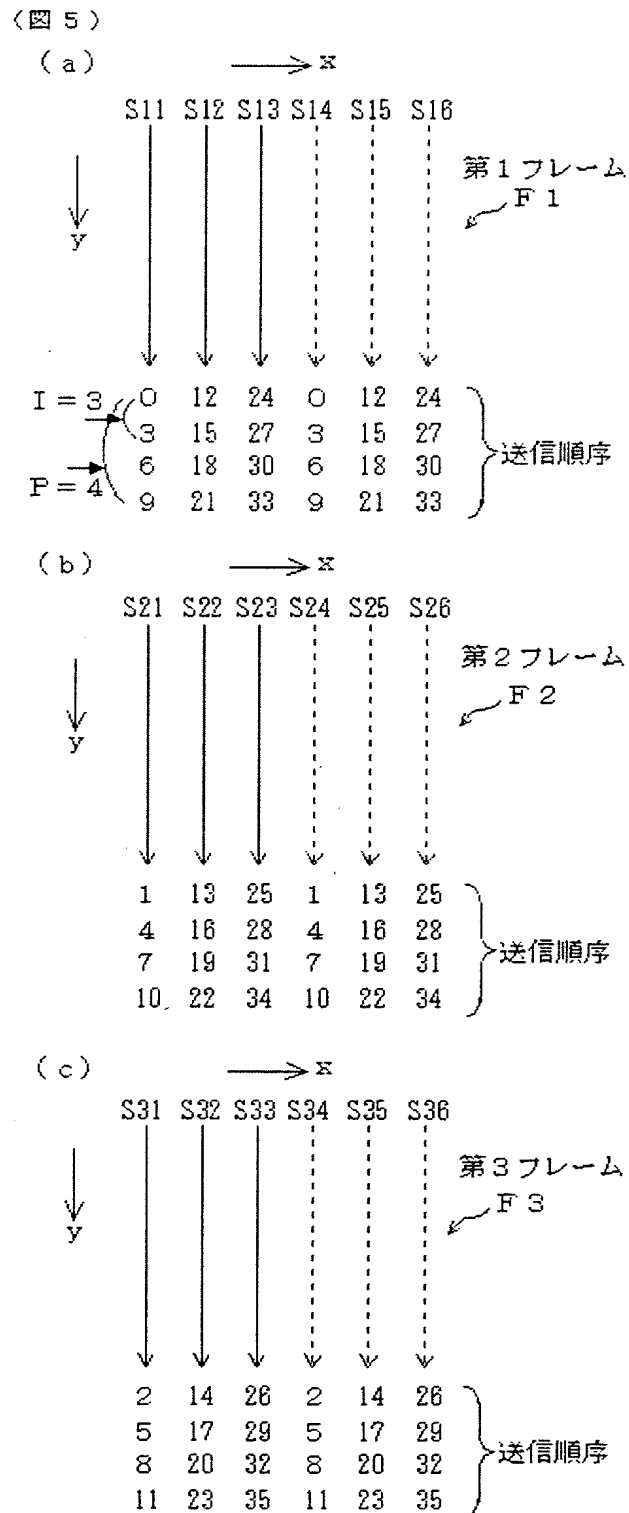 (図5)
(a)
x
S11 S12 S13 S14 S15 S16
y
第1フレーム
F1
I=3
P=4
0 12 24 0 12 24
3 15 27 3 15 27
6 18 30 6 18 30
9 21 33 9 21 33
送信順序
(b)
x
S21 S22 S23 S24 S25 S26
y
第2フレーム
F2
1 13 25 1 13 25
4 16 28 4 16 28
7 19 31 7 19 31
10 22 34 10 22 34
送信順序
(c)
x
S31 S32 S33 S34 S35 S36
y
第3フレーム
F3
2 14 26 2 14 26
5 17 29 5 17 29
8 20 32 8 20 32
11 23 35 11 23 35
送信順序